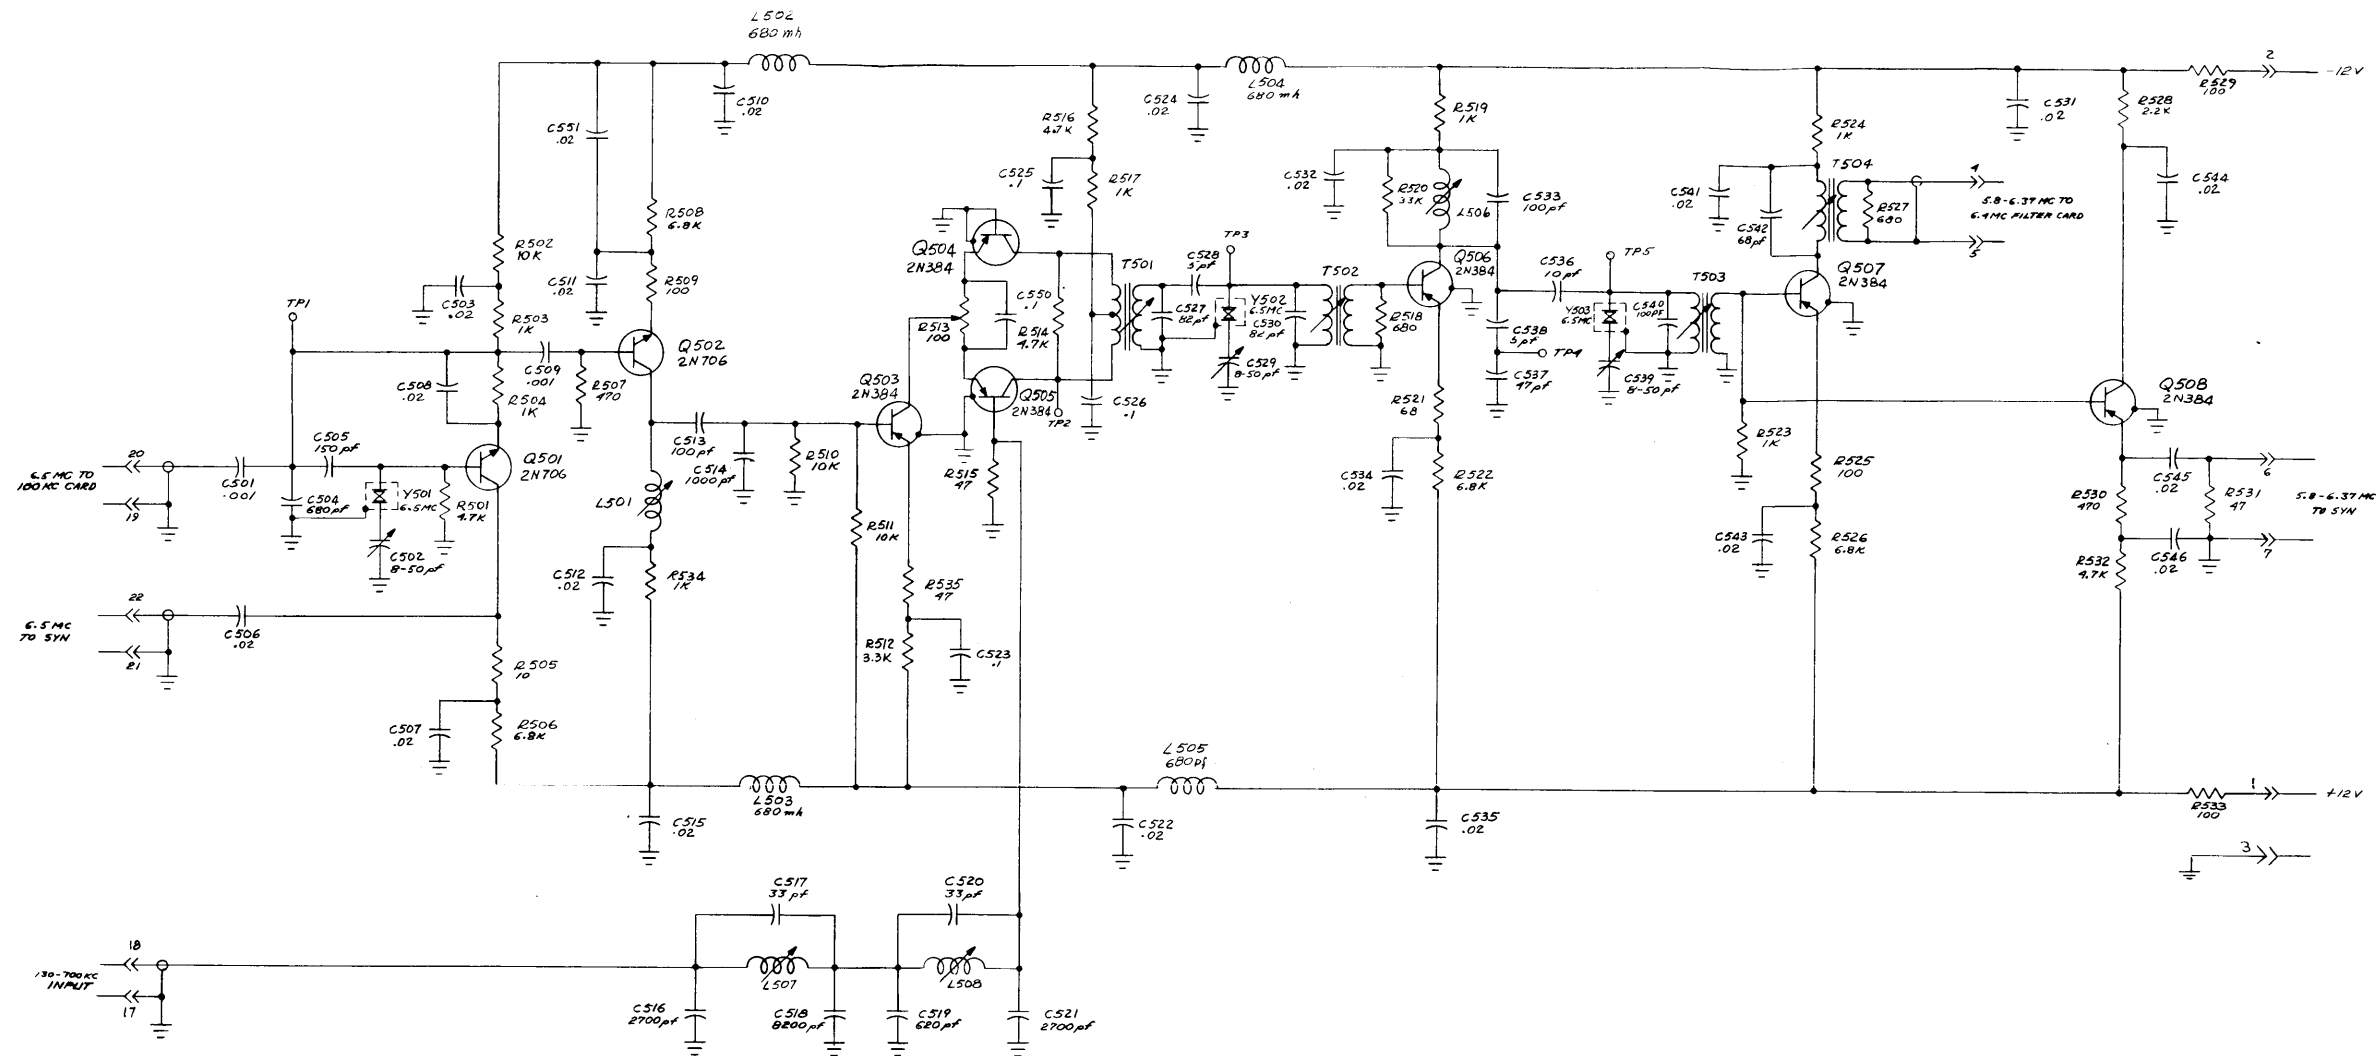 L502
680 mh
2
-12V
R529
100
C510
.02
C524
.02
L504
680 mh
C531
.02
R528
2.2K
C551
.02
R516
4.7K
R519
1K
R524
1K
T504
C525
.1
R517
1K
C532
.02
R520
33K
L506
C533
100pf
C541
.02
C542
68pf
R527
680
4
5.8-6.37 MC TO
6.4 MC FILTER CARD
5
C544
.02
R508
6.8K
R502
10K
C511
.02
R509
100
Q504
2N384
C550
.1
R513
100
R514
4.7K
T501
C528
5pf
TP3
C527
82pf
Y502
6.5MC
C530
82pf
T502
Q506
2N384
R518
680
C536
10pf
TP5
T503
Q507
2N384
TP1
C503
.02
R503
1K
C529
8-50pf
C538
5pf
TP4
C537
47pf
Y503
6.5MC
C540
100pf
C539
8-50pf
Q502
2N706
C508
.02
R504
1K
C509
.001
R507
470
Q503
2N384
Q505
2N384
TP2
C526
.1
R521
68
Q508
2N384
6.5 MC TO
100 KC CARD
20
19
C501
.001
C505
150pf
C504
680pf
Y501
6.5MC
R501
4.7K
C502
8-50pf
Q501
2N706
C513
100pf
C514
1000pf
R510
10K
R515
47
L501
R511
10K
C534
.02
R522
6.8K
R523
1K
R525
100
C545
.02
6
R530
470
R531
47
5.8-6.37 MC
TO SYN
C546
.02
7
R532
4.7K
C543
.02
R526
6.8K
C512
.02
R534
1K
R535
47
22
6.5 MC
TO SYN
21
C506
.02
R505
10
R512
3.3K
C523
.1
C507
.02
R506
6.8K
L503
680 mh
L505
680pf
1
+12V
R533
100
C515
.02
C522
.02
C535
.02
3
C517
33pf
C520
33pf
18
130-700KC
INPUT
17
L507
L508
C516
2700pf
C518
8200pf
C519
620pf
C521
2700pf